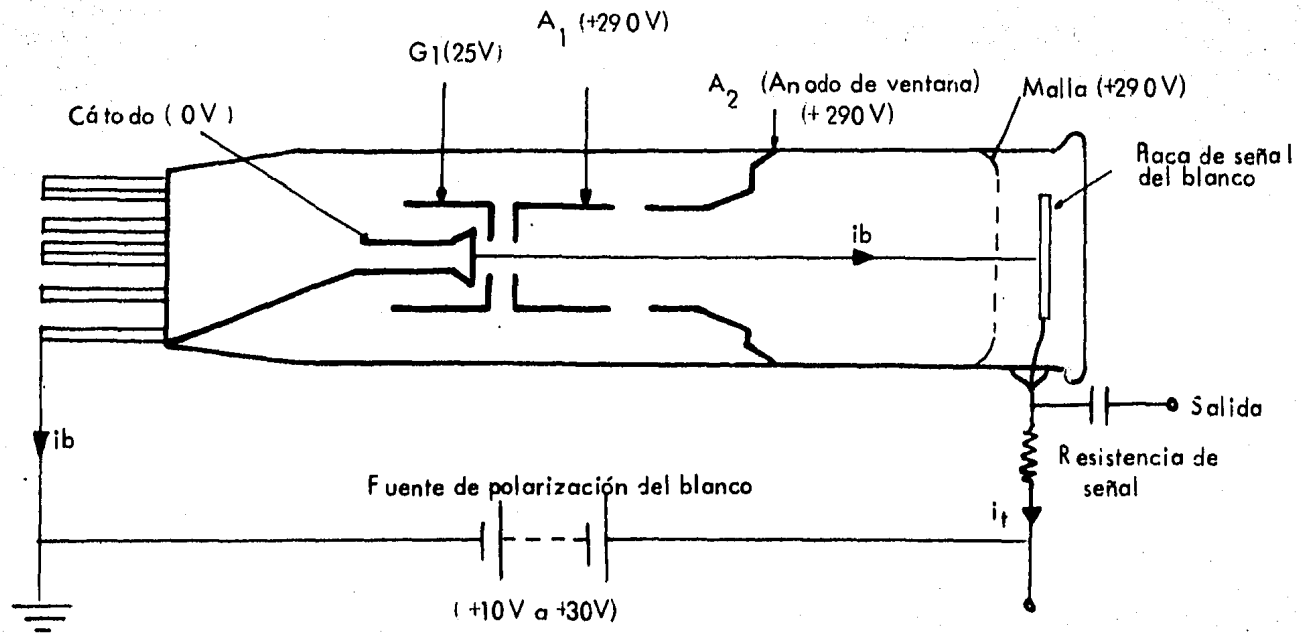 A1 (+290V)
G1(25V)
A2 (Anodo de ventana)
(+ 290V)
Malla (+290V)
Cátodo (0V)
Raca de señal
del blanco
ib
Salida
ib
Resistencia de
señal
Fuente de polarización del blanco
it
(+10V a +30V)